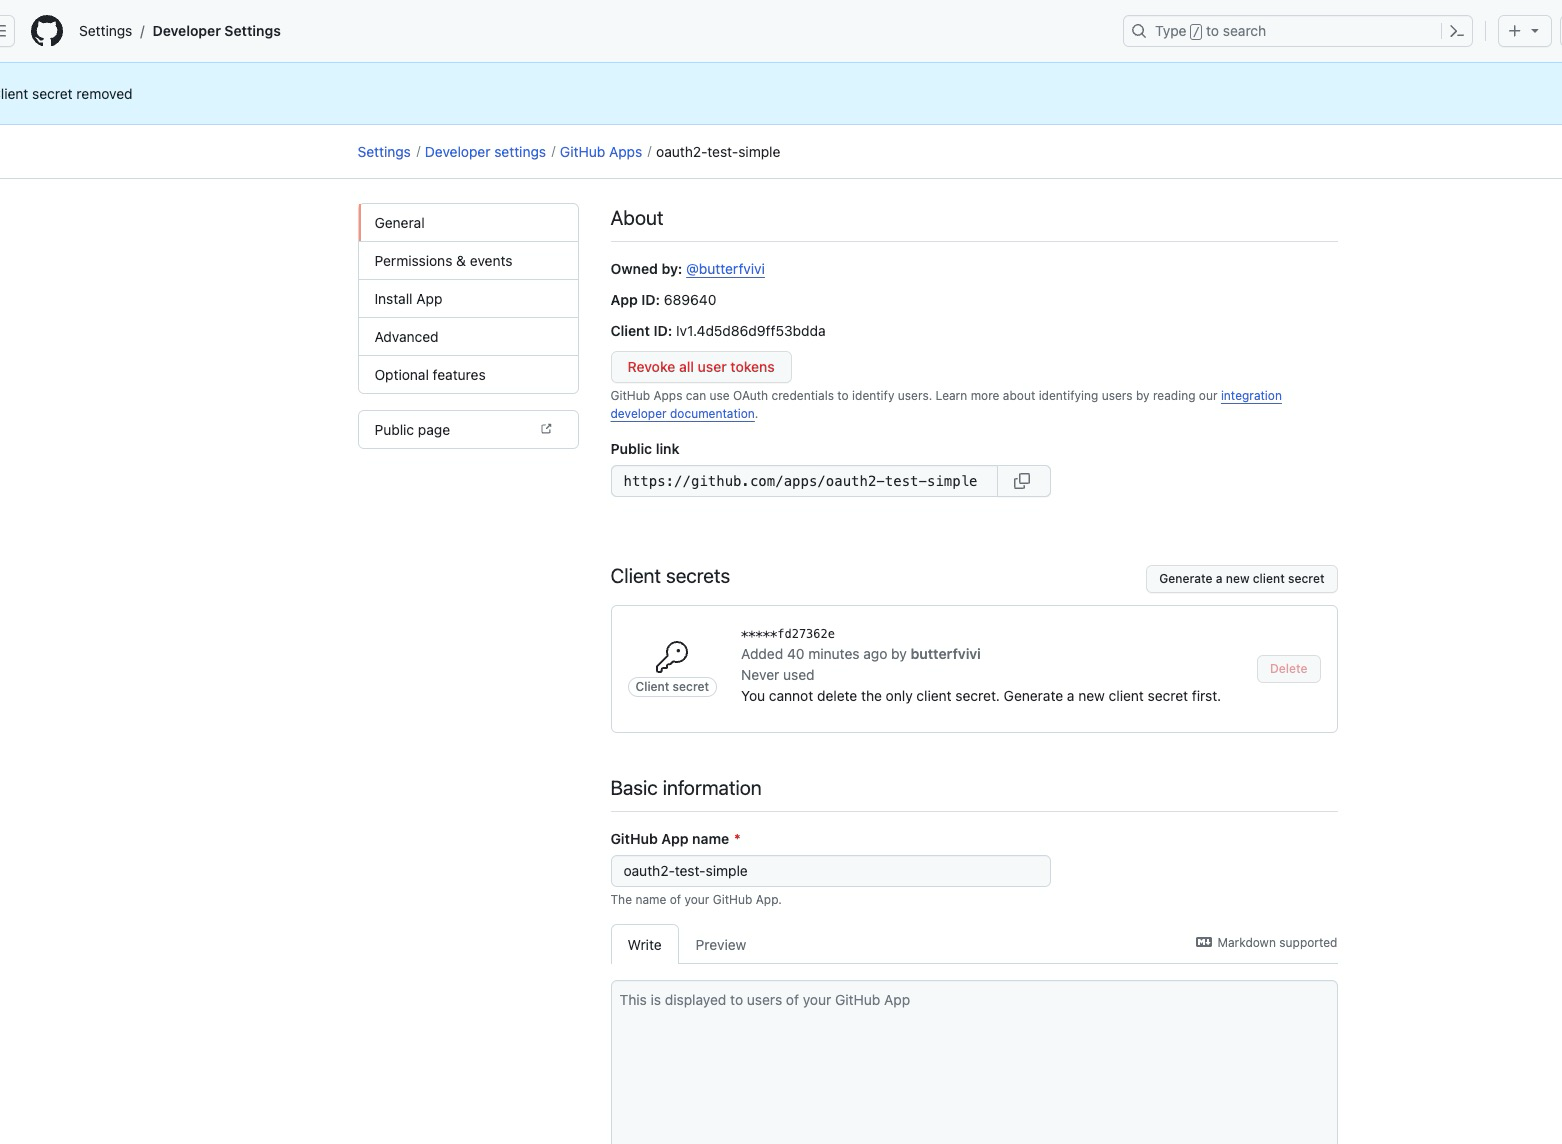 Settings / Developer Settings
Type / to search
lient secret removed
Settings / Developer settings / GitHub Apps / oauth2-test-simple
General
Permissions & events
Install App
Advanced
Optional features
Public page
About
Owned by: @butterfvivi
App ID: 689640
Client ID: Iv1.4d5d86d9ff53bdda
Revoke all user tokens
GitHub Apps can use OAuth credentials to identify users. Learn more about identifying users by reading our integration
developer documentation.
Public link
https://github.com/apps/oauth2-test-simple
Client secrets
Generate a new client secret
*****fd27362e
Added 40 minutes ago by butterfvivi
Never used
You cannot delete the only client secret. Generate a new client secret first.
Client secret
Delete
Basic information
GitHub App name *
oauth2-test-simple
The name of your GitHub App.
Write
Preview
Markdown supported
This is displayed to users of your GitHub App